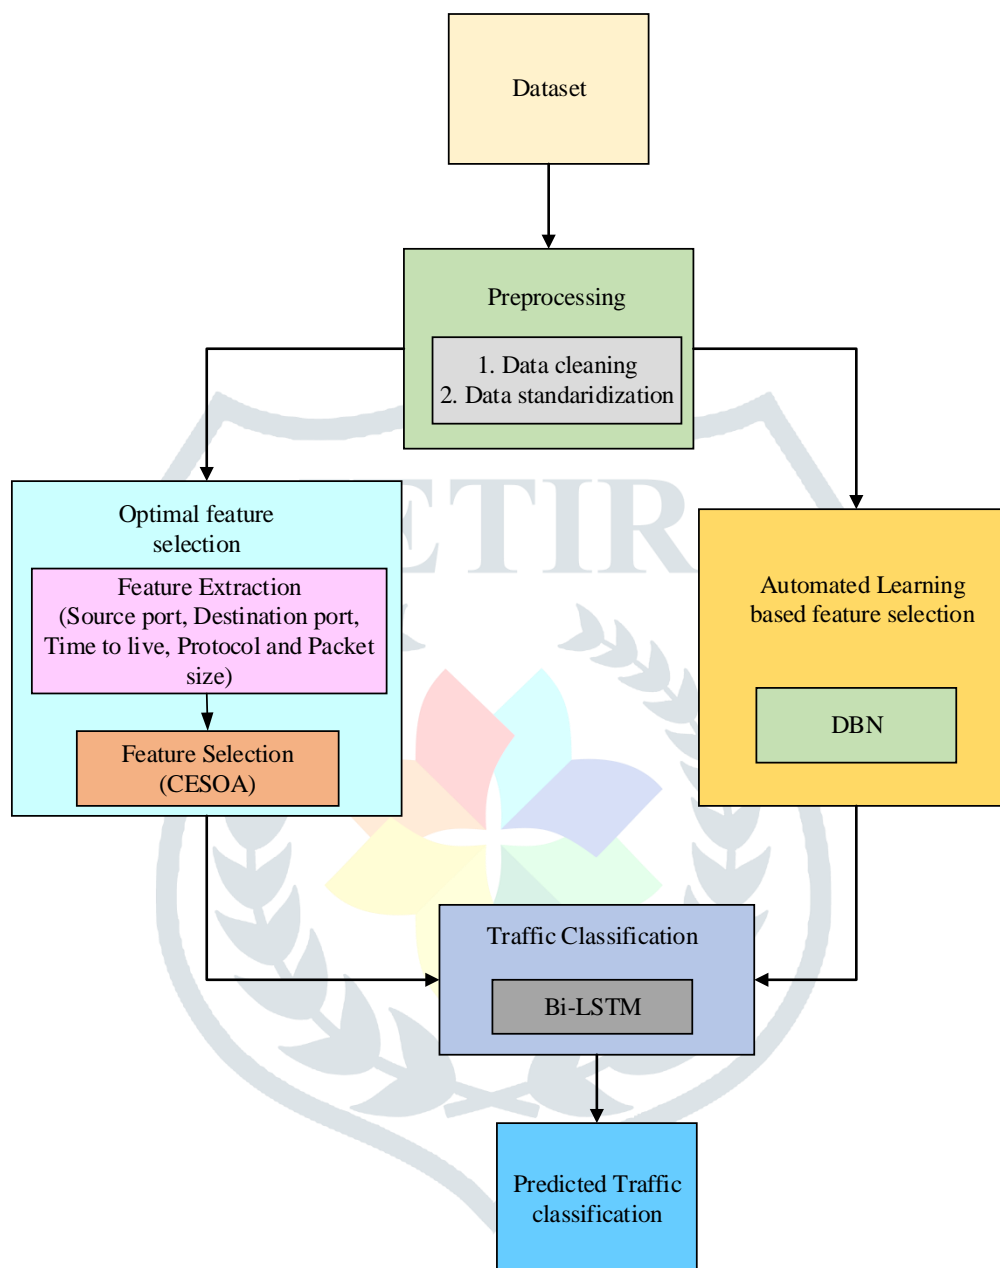 Dataset
Preprocessing
1. Data cleaning
2. Data standaridization
Optimal feature
selection
Feature Extraction
(Source port, Destination port,
Time to live, Protocol and Packet
size)
Feature Selection
(CESOA)
Automated Learning
based feature selection
DBN
Traffic Classification
Bi-LSTM
Predicted Traffic
classification